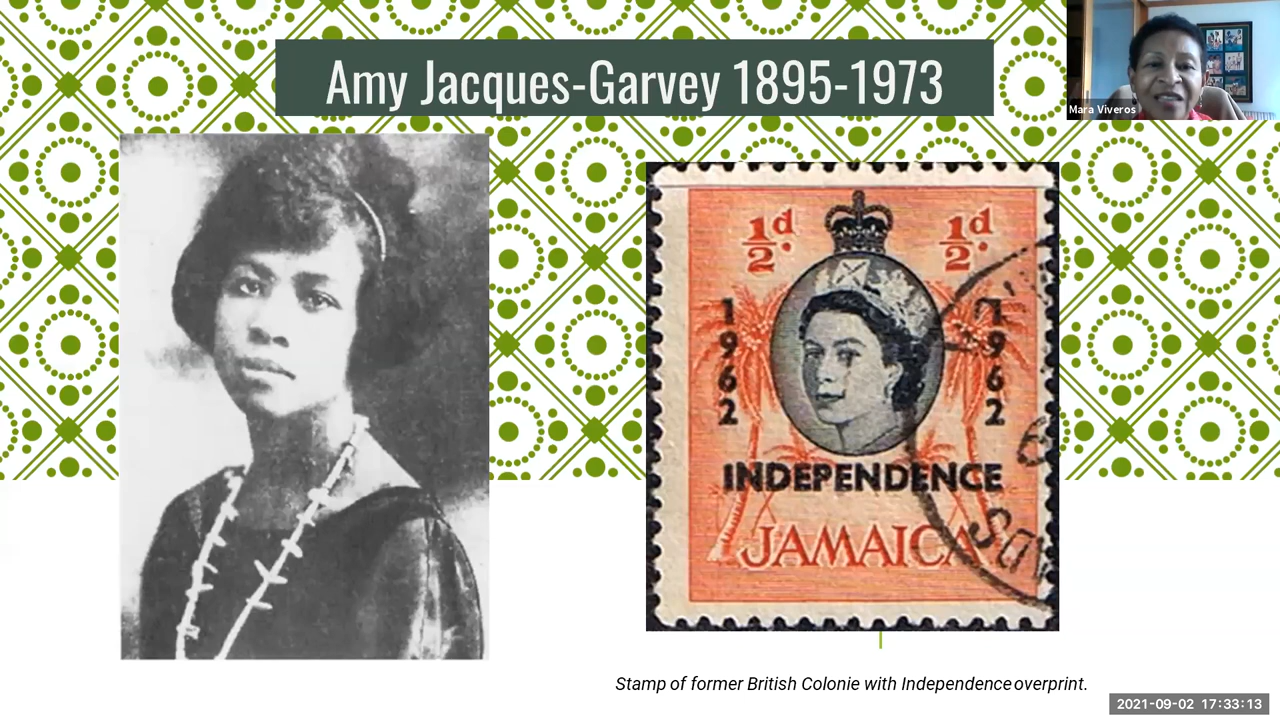 Amy Jacques-Garvey 1895-1973
Mara Viveros
½d. ½d.
1962 1962
INDEPENDENCE
JAMAICA
Stamp of former British Colonie with Independence overprint.
2021-09-02 17:33:13